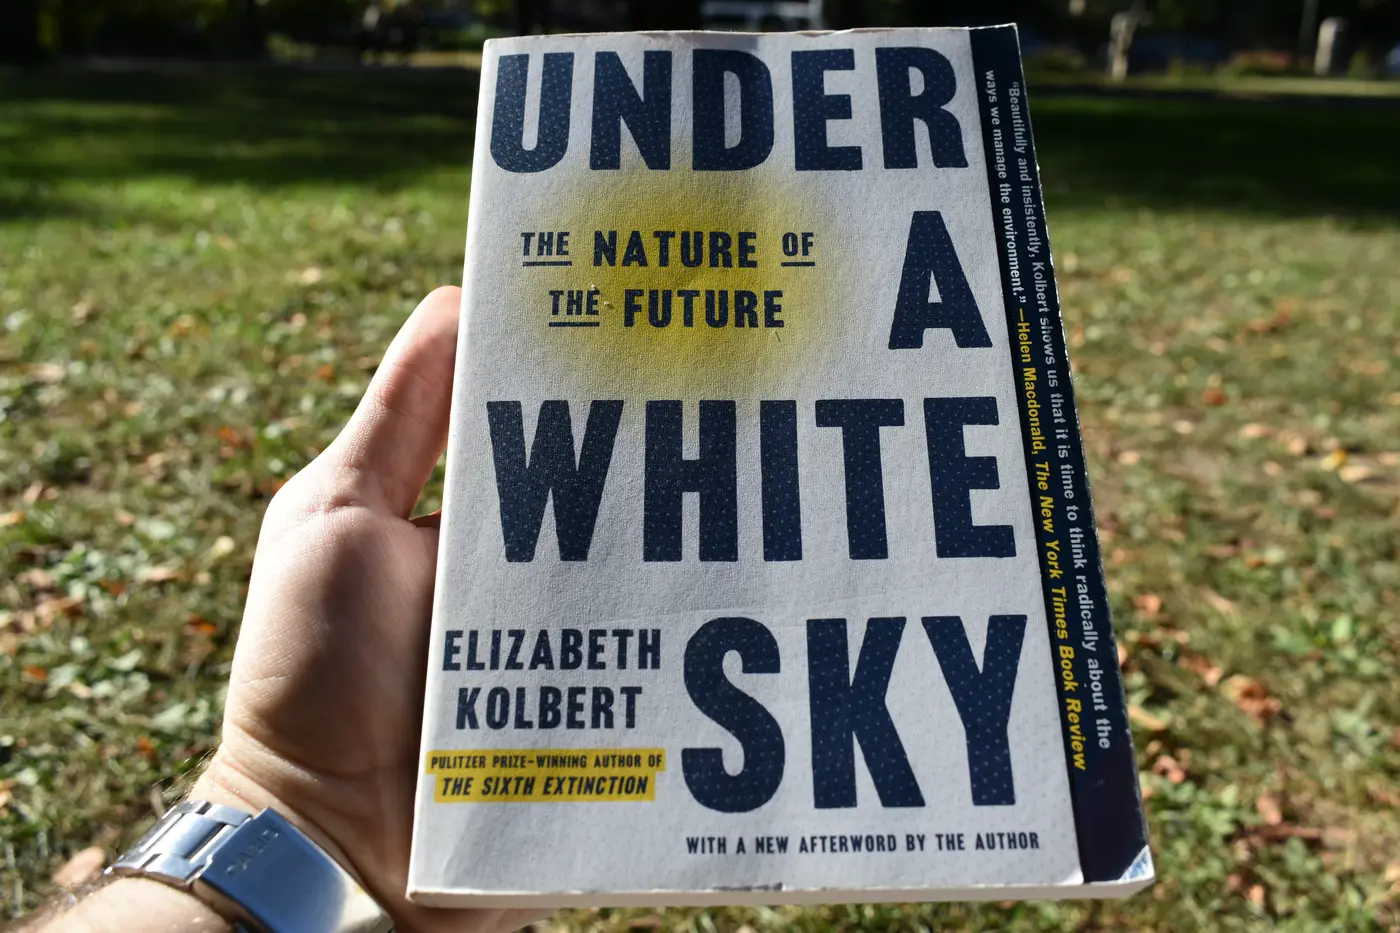 UNDER
A
THE NATURE OF
THE FUTURE
WHITE
SKY
ELIZABETH
KOLBERT
PULITZER PRIZE-WINNING AUTHOR OF
THE SIXTH EXTINCTION
WITH A NEW AFTERWORD BY THE AUTHOR
"Beautifully and insistently, Kolbert shows us that it is time to think radically about the
ways we manage the environment." —Helen Macdonald, The New York Times Book Review